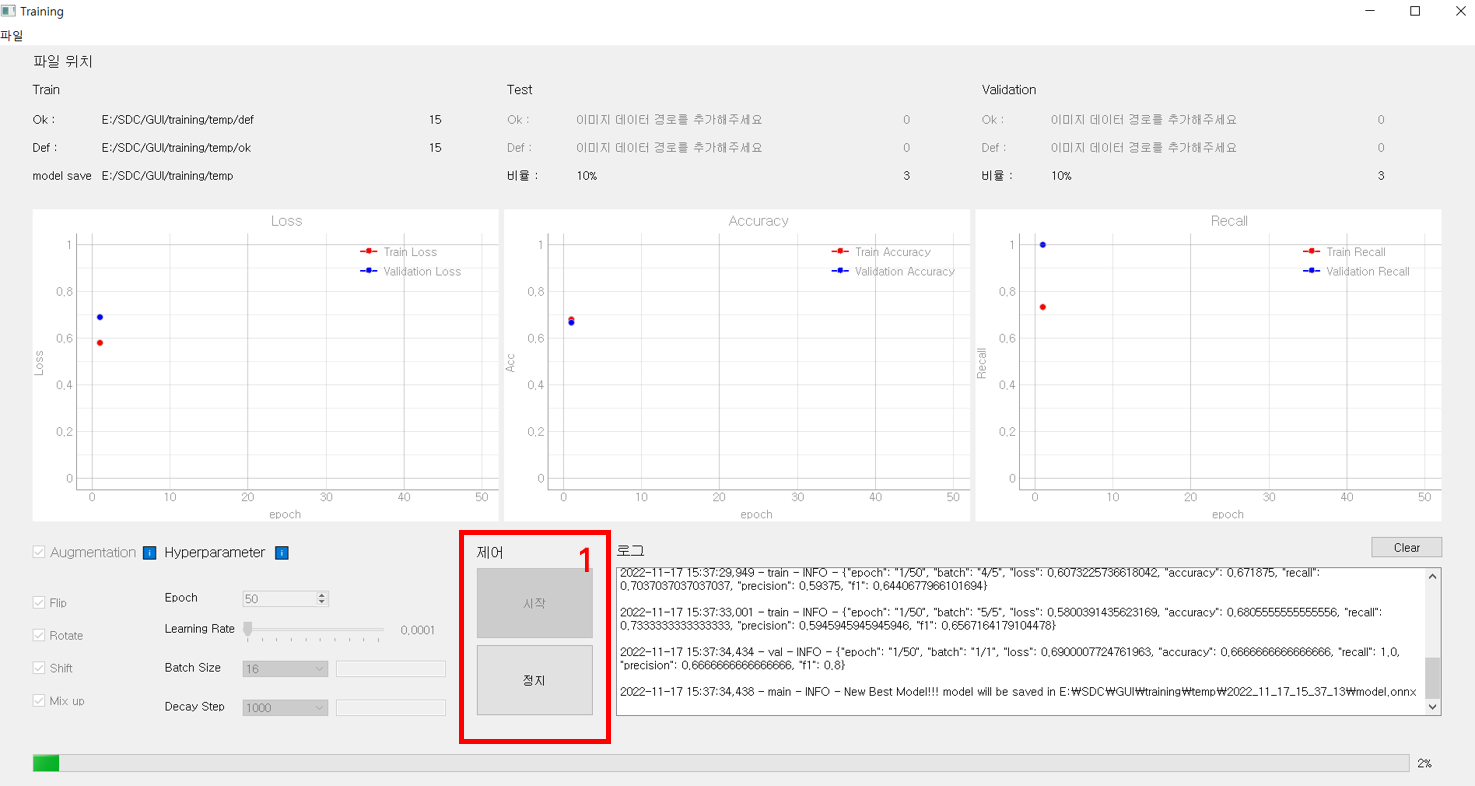 Training
파일
파일 위치
Train
Test
Validation
Ok : E:/SDC/GUI/training/temp/def 15
Ok : 이미지 데이터 경로를 추가해주세요 0
Ok : 이미지 데이터 경로를 추가해주세요 0
Def : E:/SDC/GUI/training/temp/ok 15
Def : 이미지 데이터 경로를 추가해주세요 0
Def : 이미지 데이터 경로를 추가해주세요 0
model save E:/SDC/GUI/training/temp
비율 : 10% 3
비율 : 10% 3
Loss
Train Loss
Validation Loss
1
0.8
0.6
0.4
0.2
0
Loss
0 10 20 30 40 50
epoch
Accuracy
Train Accuracy
Validation Accuracy
1
0.8
0.6
0.4
0.2
0
Acc
0 10 20 30 40 50
epoch
Recall
Train Recall
Validation Recall
1
0.8
0.6
0.4
0.2
0
Recall
0 10 20 30 40 50
epoch
Augmentation i
Flip
Rotate
Shift
Mix up
Hyperparameter i
Epoch 50
Learning Rate 0.0001
Batch Size 16
Decay Step 1000
제어 1
시작
정지
로그
Clear
2022-11-17 15:37:29,949 - train - INFO - {"epoch": "1/50", "batch": "4/5", "loss": 0.6073225736618042, "accuracy": 0.671875, "recall":
0.7037037037037037, "precision": 0.59375, "f1": 0.6440677966101694}
2022-11-17 15:37:33,001 - train - INFO - {"epoch": "1/50", "batch": "5/5", "loss": 0.5800391435623169, "accuracy": 0.6805555555555556, "recall":
0.7333333333333333, "precision": 0.5945945945945946, "f1": 0.6567164179104478}
2022-11-17 15:37:34,434 - val - INFO - {"epoch": "1/50", "batch": "1/1", "loss": 0.6900007724761963, "accuracy": 0.6666666666666666, "recall": 1.0,
"precision": 0.6666666666666666, "f1": 0.8}
2022-11-17 15:37:34,438 - main - INFO - New Best Model!!! model will be saved in E:₩SDC₩GUI₩training₩temp₩2022_11_17_15_37_13₩model.onnx
2%